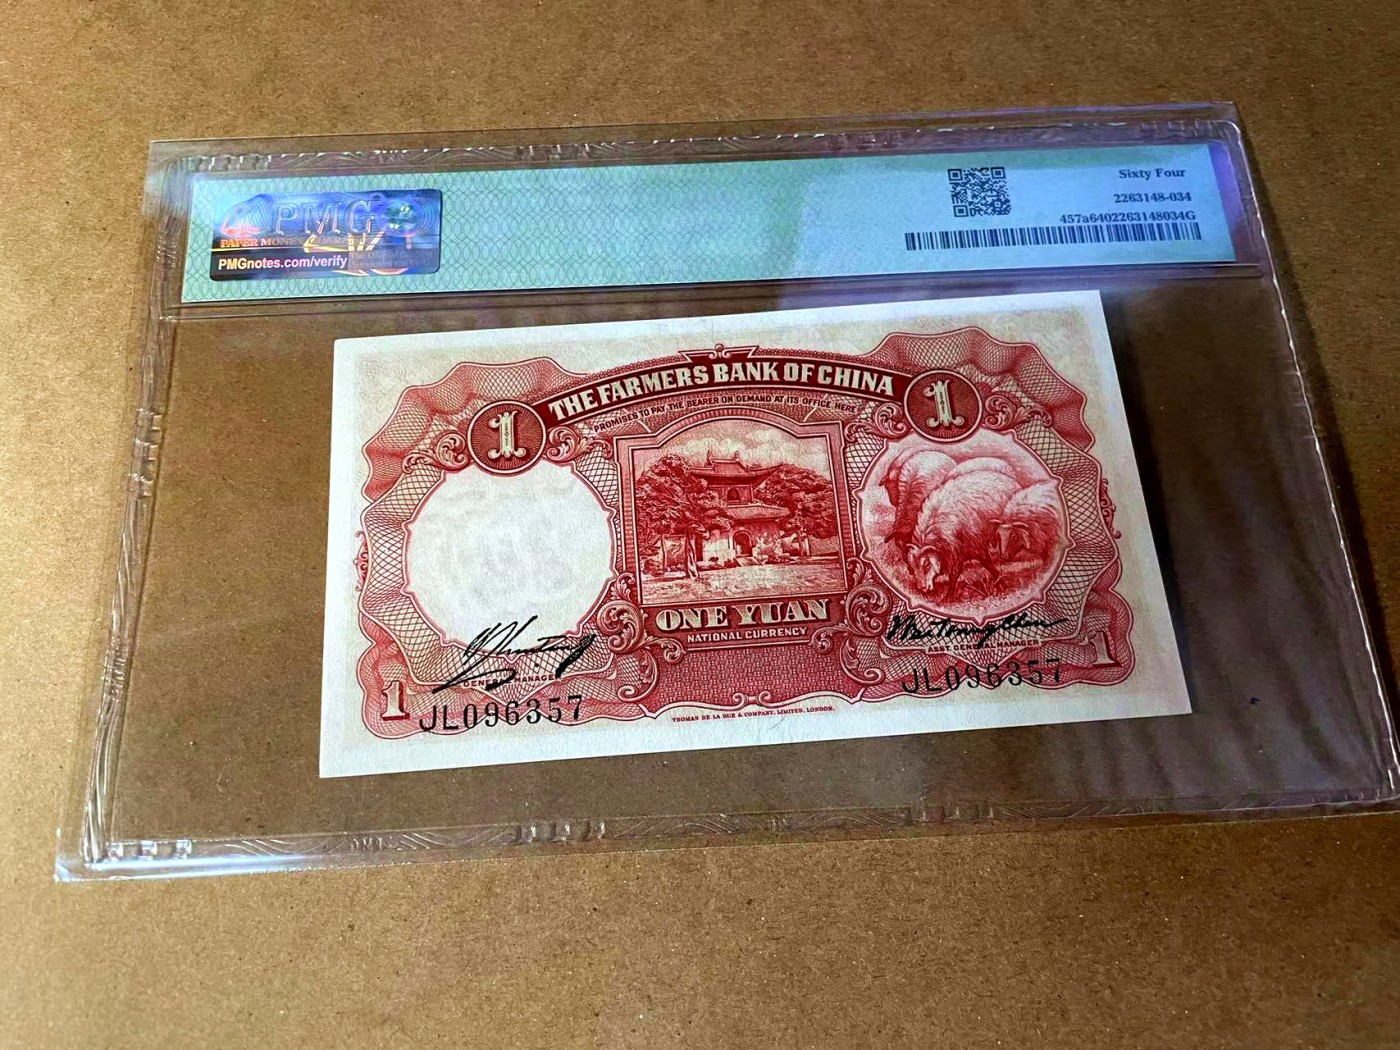 PMG
PAPER MONEY GUARANTY
PMGnotes.com/verify
Sixty Four
2263148-034
457a6402263148034G
THE FARMERS BANK OF CHINA
PROMISES TO PAY THE BEARER ON DEMAND AT ITS OFFICE HERE
1
1
ONE YUAN
NATIONAL CURRENCY
GENERAL MANAGER
ASST. GENERAL MANAGER
1
JL096357
JL096357
1
THOMAS DE LA RUE & COMPANY, LIMITED, LONDON.